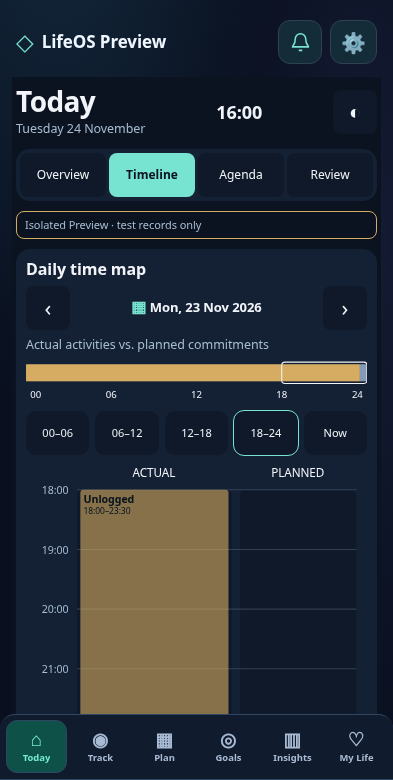 LifeOS Preview
Today
Tuesday 24 November
16:00
Overview
Timeline
Agenda
Review
Isolated Preview · test records only
Daily time map
‹
Mon, 23 Nov 2026
›
Actual activities vs. planned commitments
00 06 12 18 24
00–06
06–12
12–18
18–24
Now
ACTUAL PLANNED
18:00
Unlogged
18:00–23:30
19:00
20:00
21:00
Today
Track
Plan
Goals
Insights
My Life